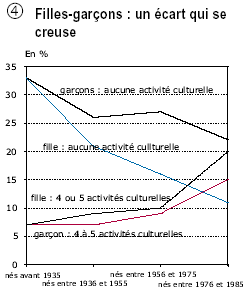 ④ Filles-garçons : un écart qui se
creuse
En %
35
30
25
20
15
10
5
0
garçons : aucune activité culturelle
fille : aucune activité culturelle
fille : 4 ou 5 activités culturelles
garçon : 4 à 5 activités culturelles
nés avant 1935
nés entre 1936 et 1955
nés entre 1956 et 1975
nés entre 1976 et 1985